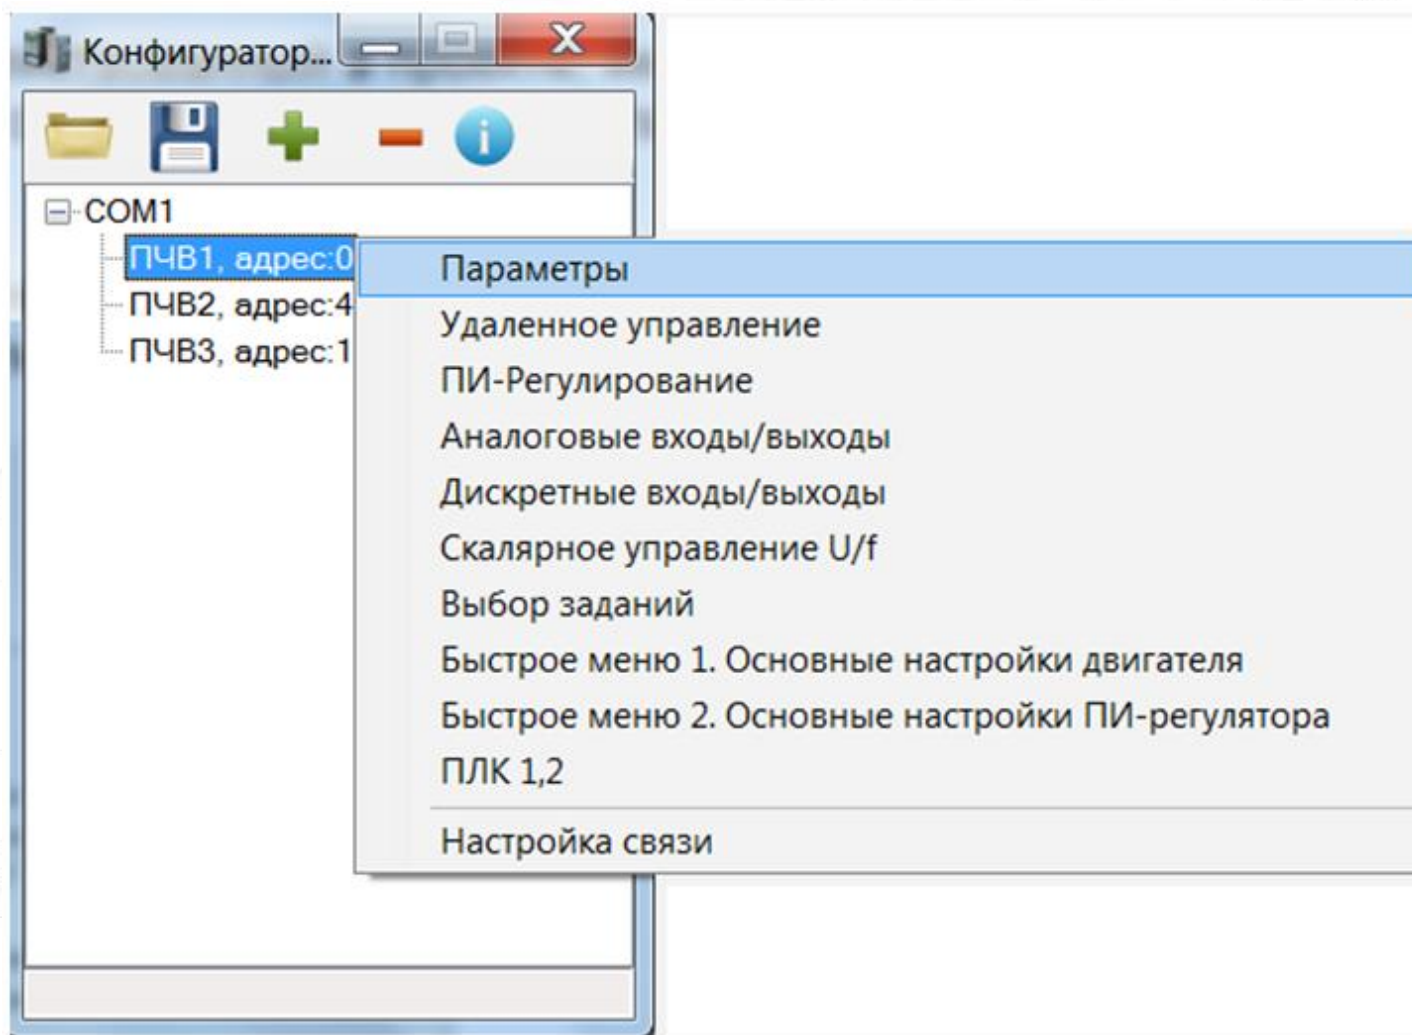 Конфигуратор...
COM1
ПЧВ1, адрес:0
ПЧВ2, адрес:4
ПЧВ3, адрес:1
Параметры
Удаленное управление
ПИ-Регулирование
Аналоговые входы/выходы
Дискретные входы/выходы
Скалярное управление U/f
Выбор заданий
Быстрое меню 1. Основные настройки двигателя
Быстрое меню 2. Основные настройки ПИ-регулятора
ПЛК 1,2
Настройка связи